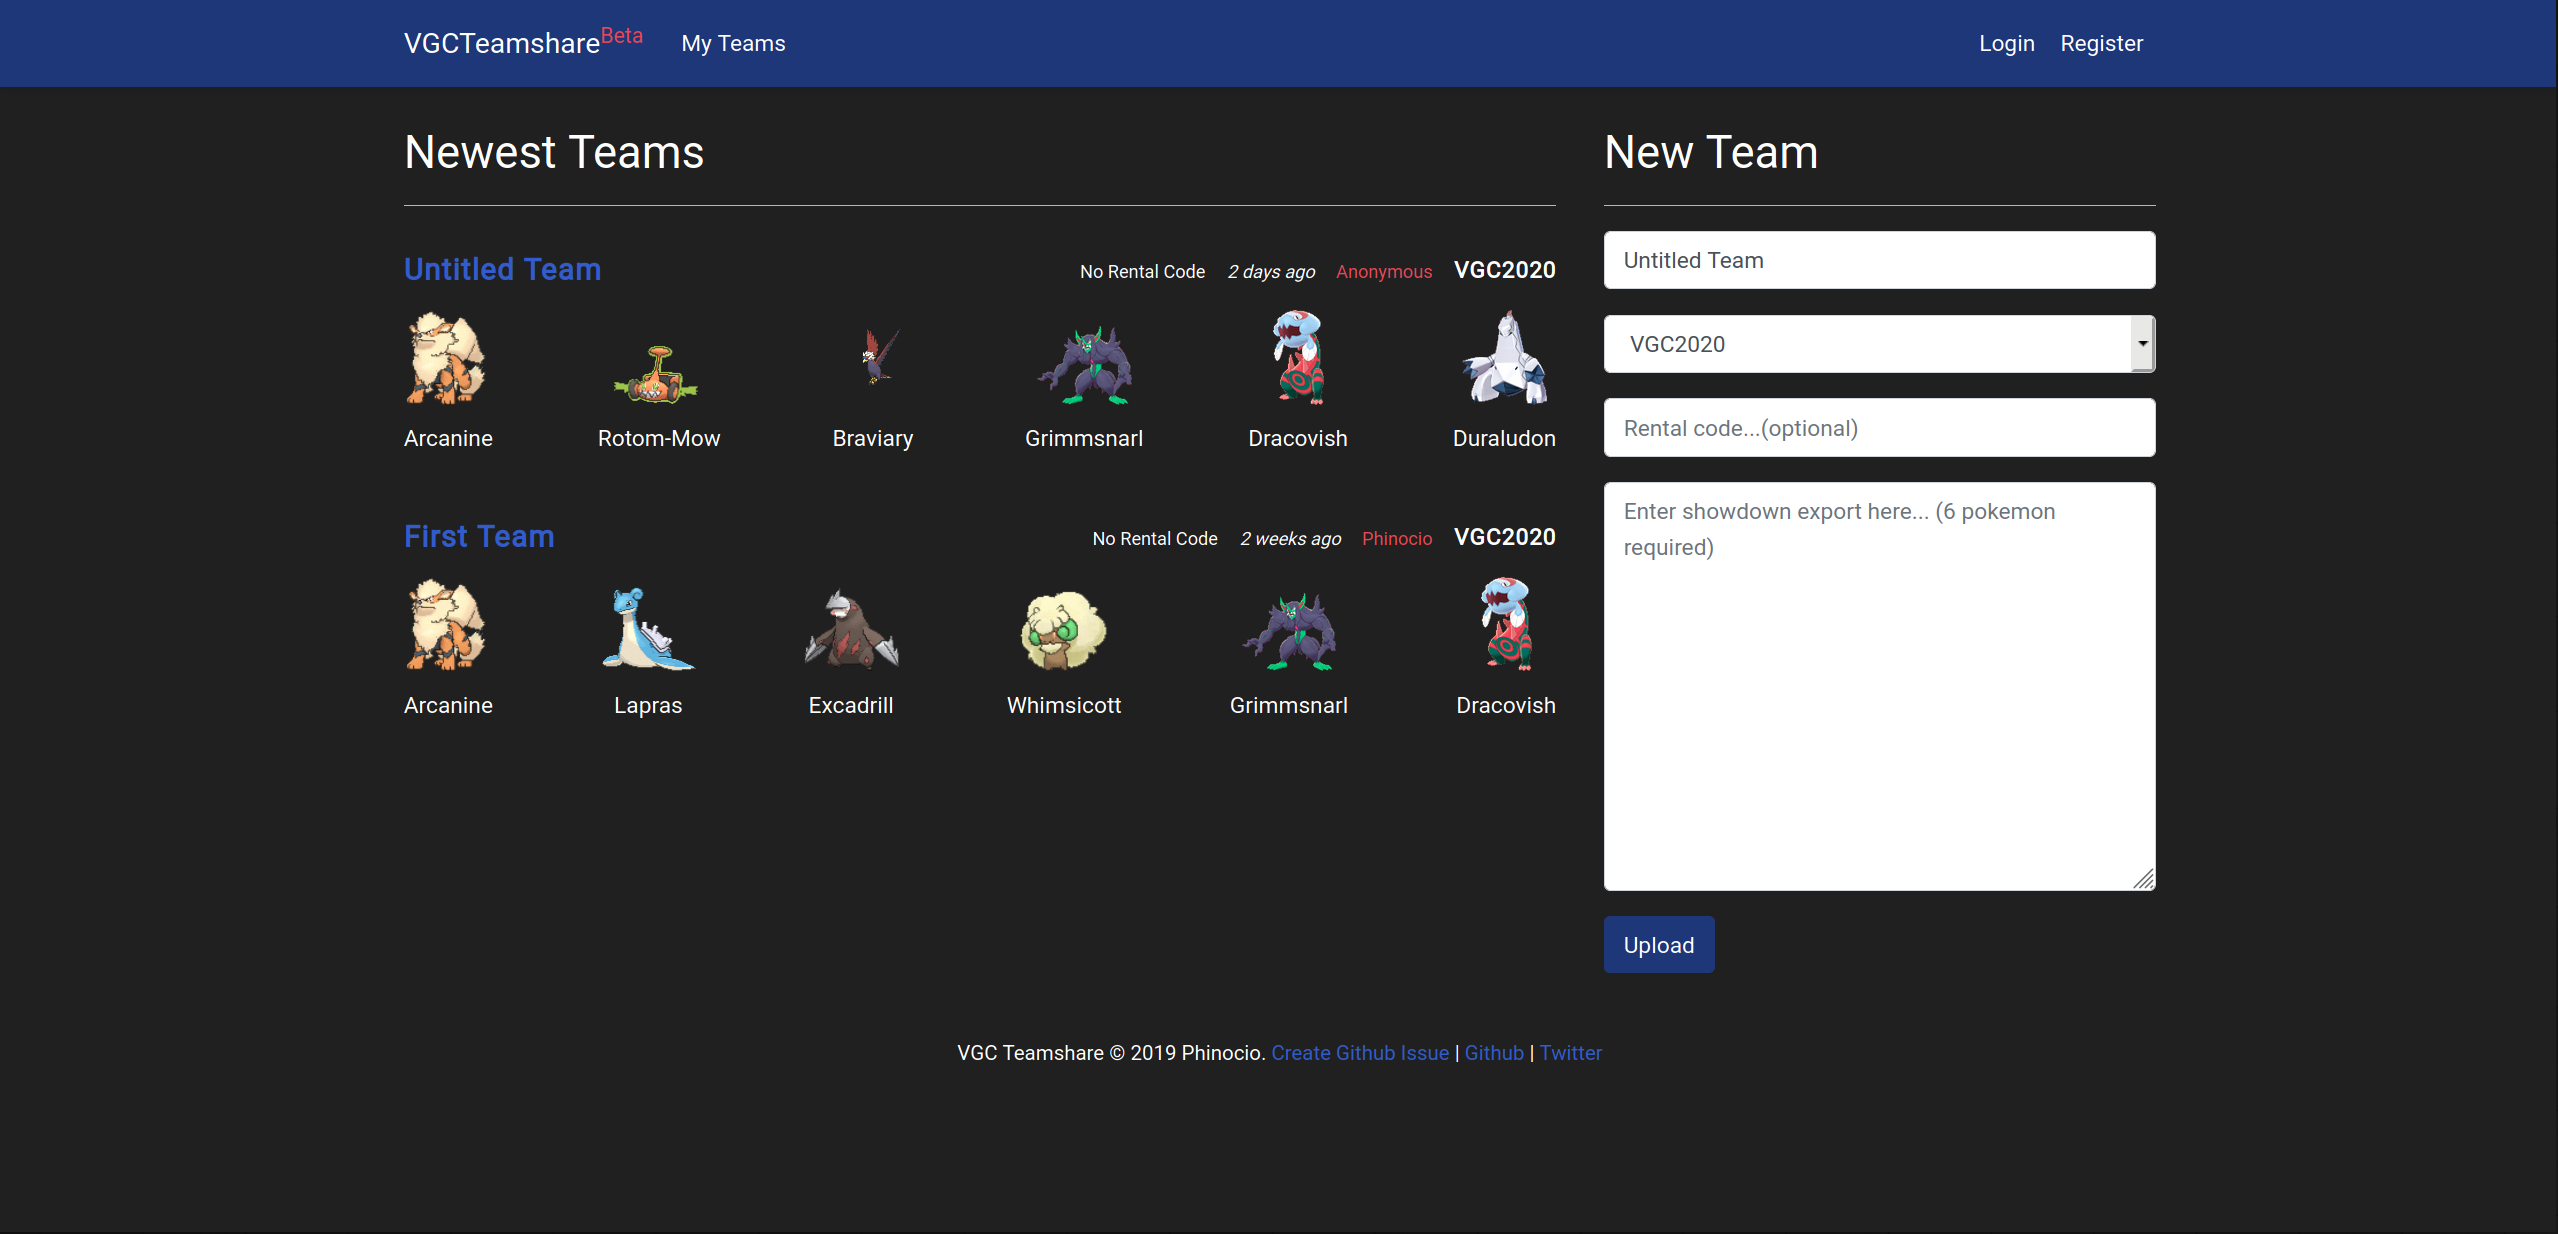 VGCTeamshareBeta My Teams Login Register
Newest Teams
Untitled Team No Rental Code 2 days ago Anonymous VGC2020
Arcanine Rotom-Mow Braviary Grimmsnarl Dracovish Duraludon
First Team No Rental Code 2 weeks ago Phinocio VGC2020
Arcanine Lapras Excadrill Whimsicott Grimmsnarl Dracovish
New Team
Untitled Team
VGC2020
Rental code...(optional)
Enter showdown export here... (6 pokemon
required)
Upload
VGC Teamshare © 2019 Phinocio. Create Github Issue | Github | Twitter